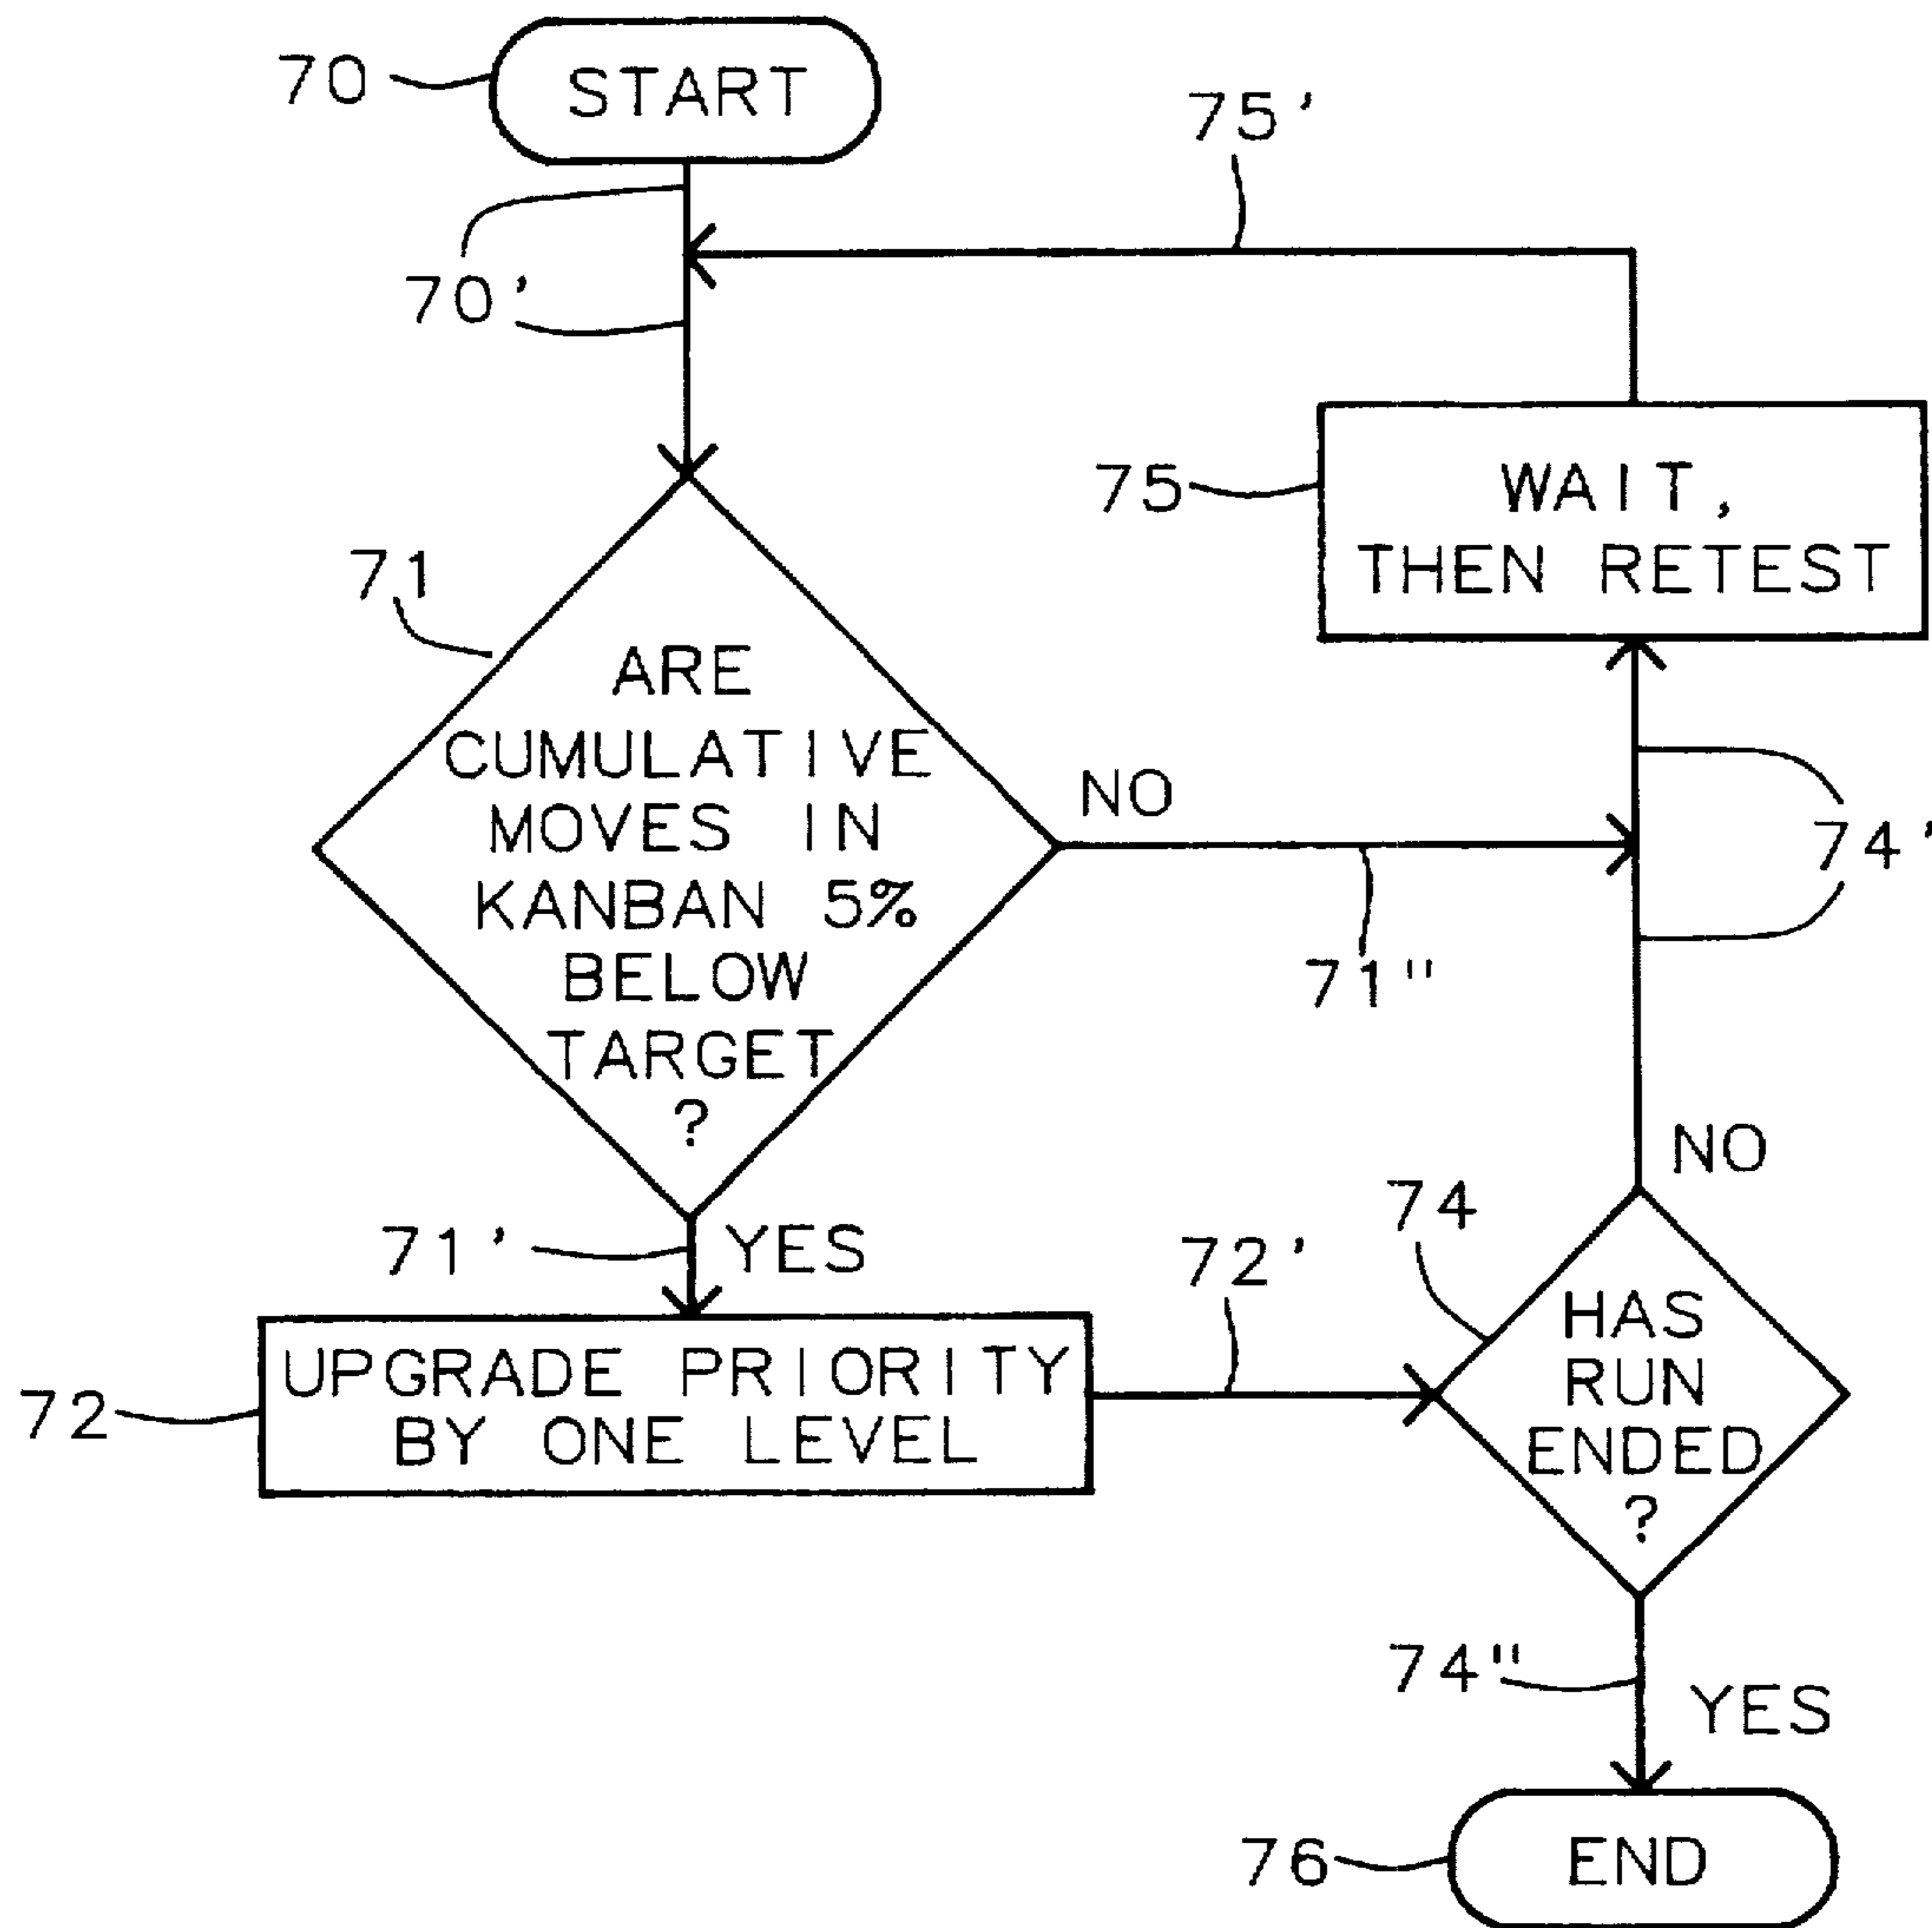 70
START
75'
70'
75
WAIT,
THEN RETEST
71
ARE
CUMULATIVE
MOVES IN
KANBAN 5%
BELOW
TARGET
?
NO
74'
71"
NO
74
71'
YES
72'
HAS
RUN
ENDED
?
72
UPGRADE PRIORITY
BY ONE LEVEL
74"
YES
76
END